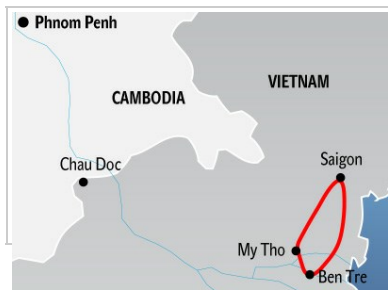 Phnom Penh
VIETNAM
CAMBODIA
Chau Doc
Saigon
My Tho
Ben Tre